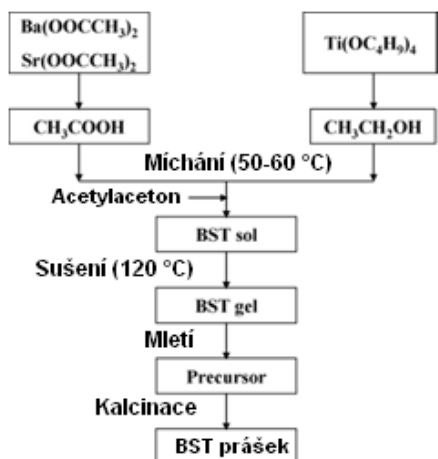 Ba(OOCCH₃)₂
Sr(OOCCH₃)₂
Ti(OC₄H₉)₄
CH₃COOH
CH₃CH₂OH
Míchání (50-60 °C)
Acetylaceton
BST sol
Sušení (120 °C)
BST gel
Mletí
Precursor
Kalcinace
BST prášek